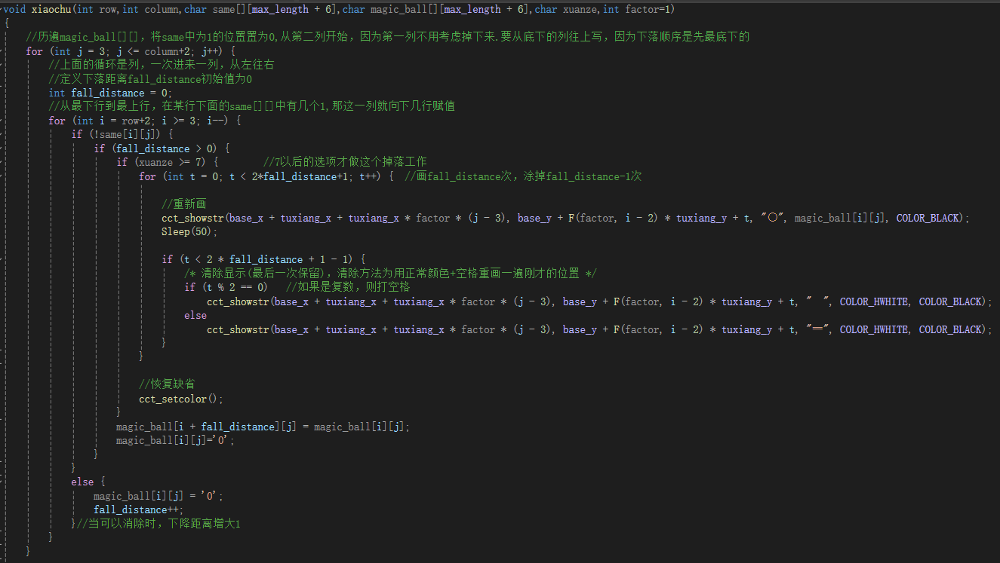 void xiaochu(int row,int column,char same[][max_length + 6],char magic_ball[][max_length + 6],char xuanze,int factor=1)
{
//历遍magic_ball[][]，将same中为1的位置置为0,从第二列开始，因为第一列不用考虑掉下来.要从底下的列往上写，因为下落顺序是先最底下的
for (int j = 3; j <= column+2; j++) {
//上面的循环是列，一次进来一列，从左往右
//定义下落距离fall_distance初始值为0
int fall_distance = 0;
//从最下行到最上行，在某行下面的same[][]中有几个1,那这一列就向下几行赋值
for (int i = row+2; i >= 3; i--) {
if (!same[i][j]) {
if (fall_distance > 0) {
if (xuanze >= 7) { //7以后的选项才做这个掉落工作
for (int t = 0; t < 2*fall_distance+1; t++) { //画fall_distance次，涂掉fall_distance-1次
//重新画
cct_showstr(base_x + tuxiang_x + tuxiang_x * factor * (j - 3), base_y + F(factor, i - 2) * tuxiang_y + t, "〇", magic_ball[i][j], COLOR_BLACK);
Sleep(50);
if (t < 2 * fall_distance + 1 - 1) {
/* 清除显示(最后一次保留)，清除方法为用正常颜色+空格重画一遍刚才的位置 */
if (t % 2 == 0) //如果是复数，则打空格
cct_showstr(base_x + tuxiang_x + tuxiang_x * factor * (j - 3), base_y + F(factor, i - 2) * tuxiang_y + t, "  ", COLOR_HWHITE, COLOR_BLACK);
else
cct_showstr(base_x + tuxiang_x + tuxiang_x * factor * (j - 3), base_y + F(factor, i - 2) * tuxiang_y + t, "═", COLOR_HWHITE, COLOR_BLACK);
}
}
//恢复缺省
cct_setcolor();
}
magic_ball[i + fall_distance][j] = magic_ball[i][j];
magic_ball[i][j]='0';
}
}
else {
magic_ball[i][j] = '0';
fall_distance++;
}//当可以消除时，下降距离增大1
}
}